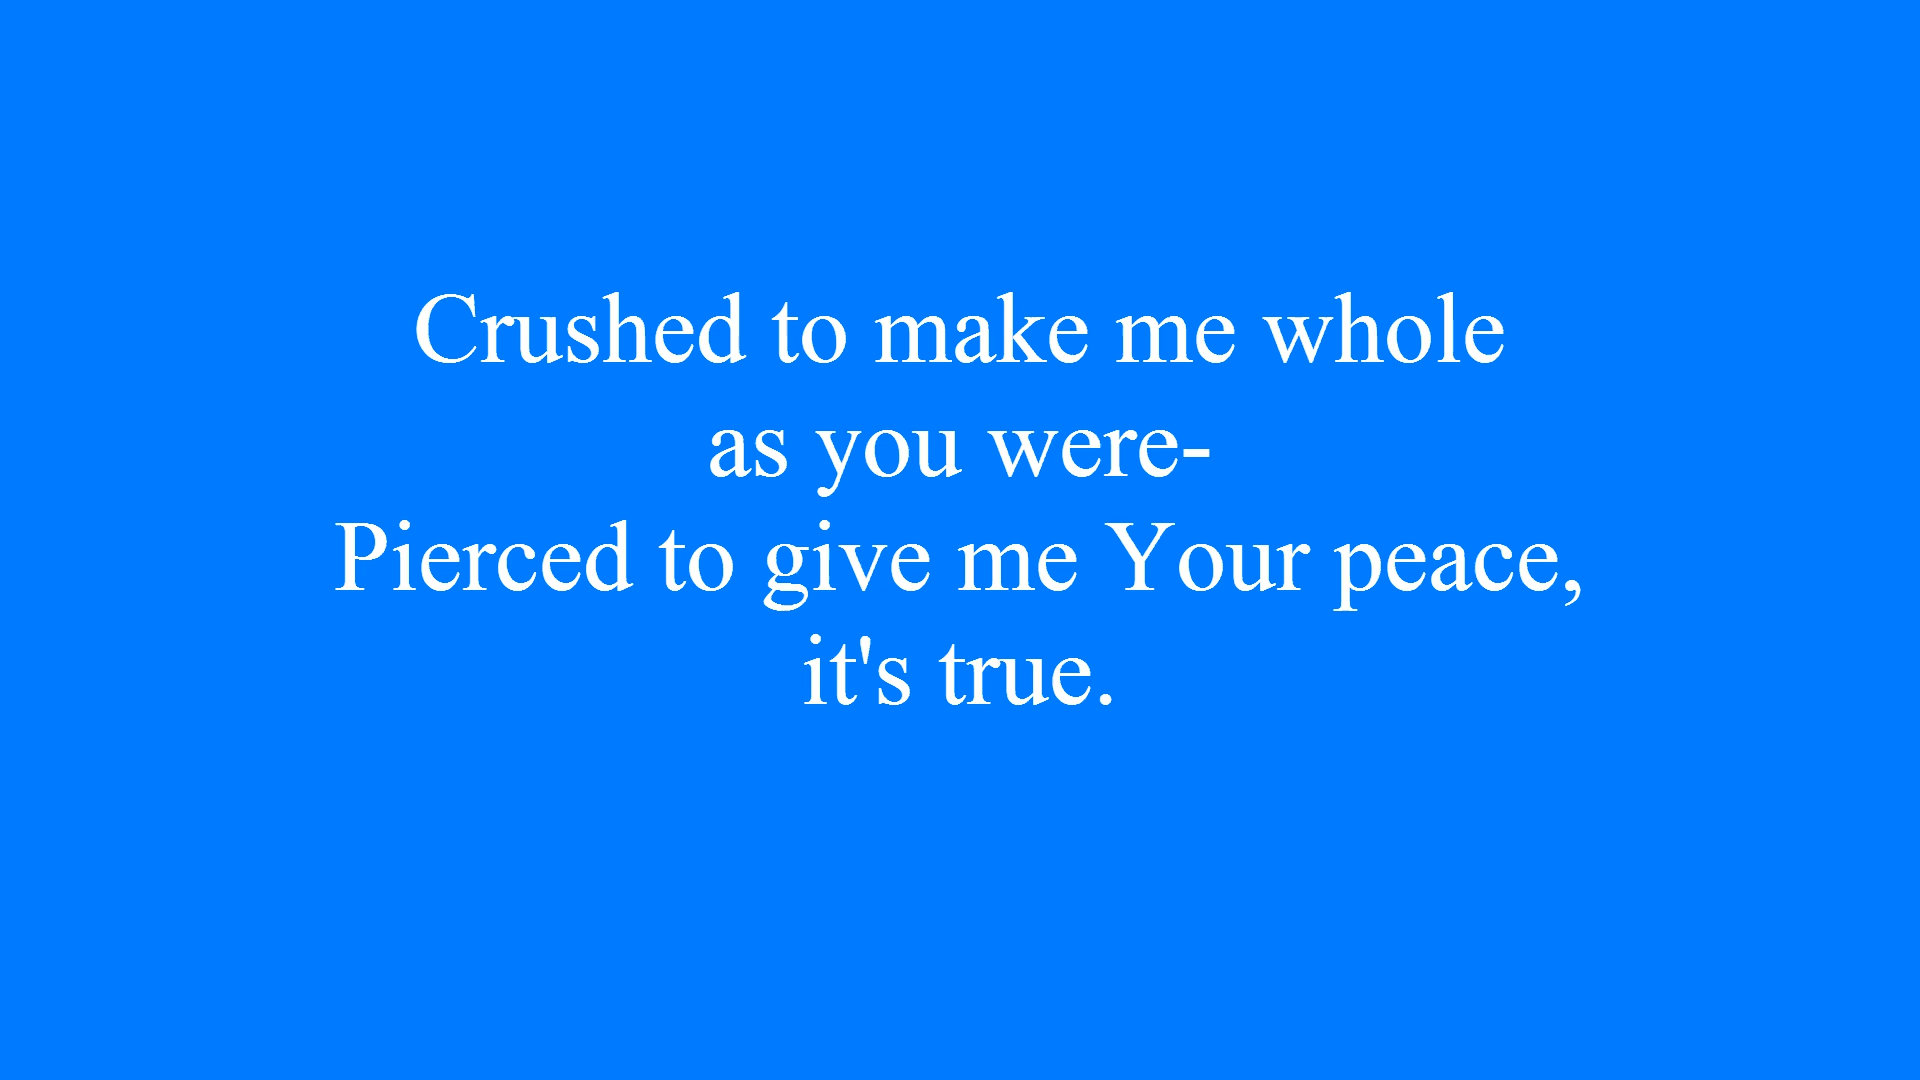 Crushed to make me whole
as you were-
Pierced to give me Your peace,
it's true.